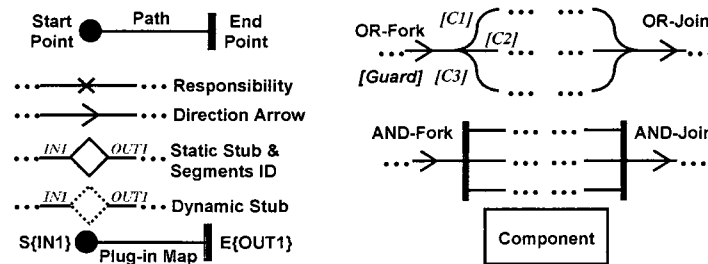 Start Point
Path
End Point
Responsibility
Direction Arrow
IN1 OUT1
Static Stub & Segments ID
IN1 OUT1
Dynamic Stub
S{IN1}
Plug-in Map
E{OUT1}
OR-Fork
[C1]
[C2]
OR-Join
[Guard]
[C3]
AND-Fork
AND-Join
Component